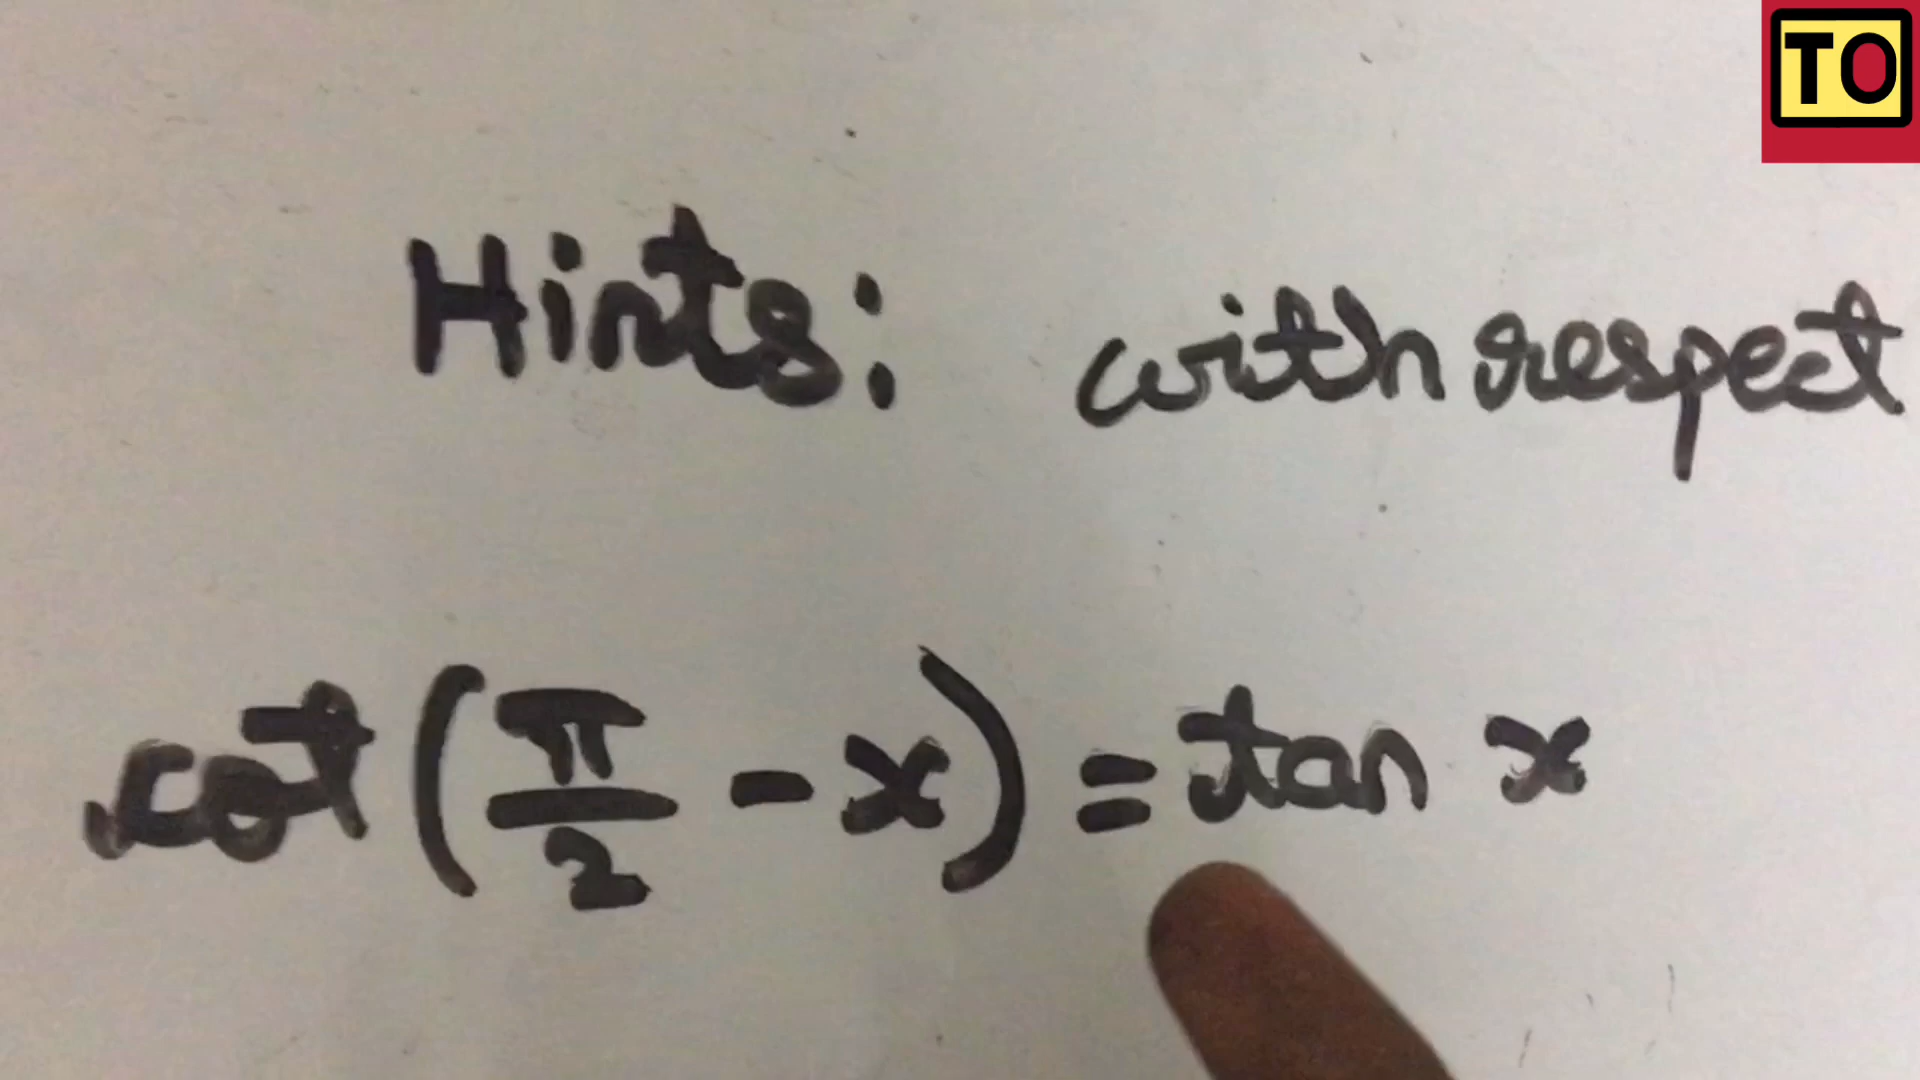 TO
Hints: with respect
cot(π/2 - x) = tan x